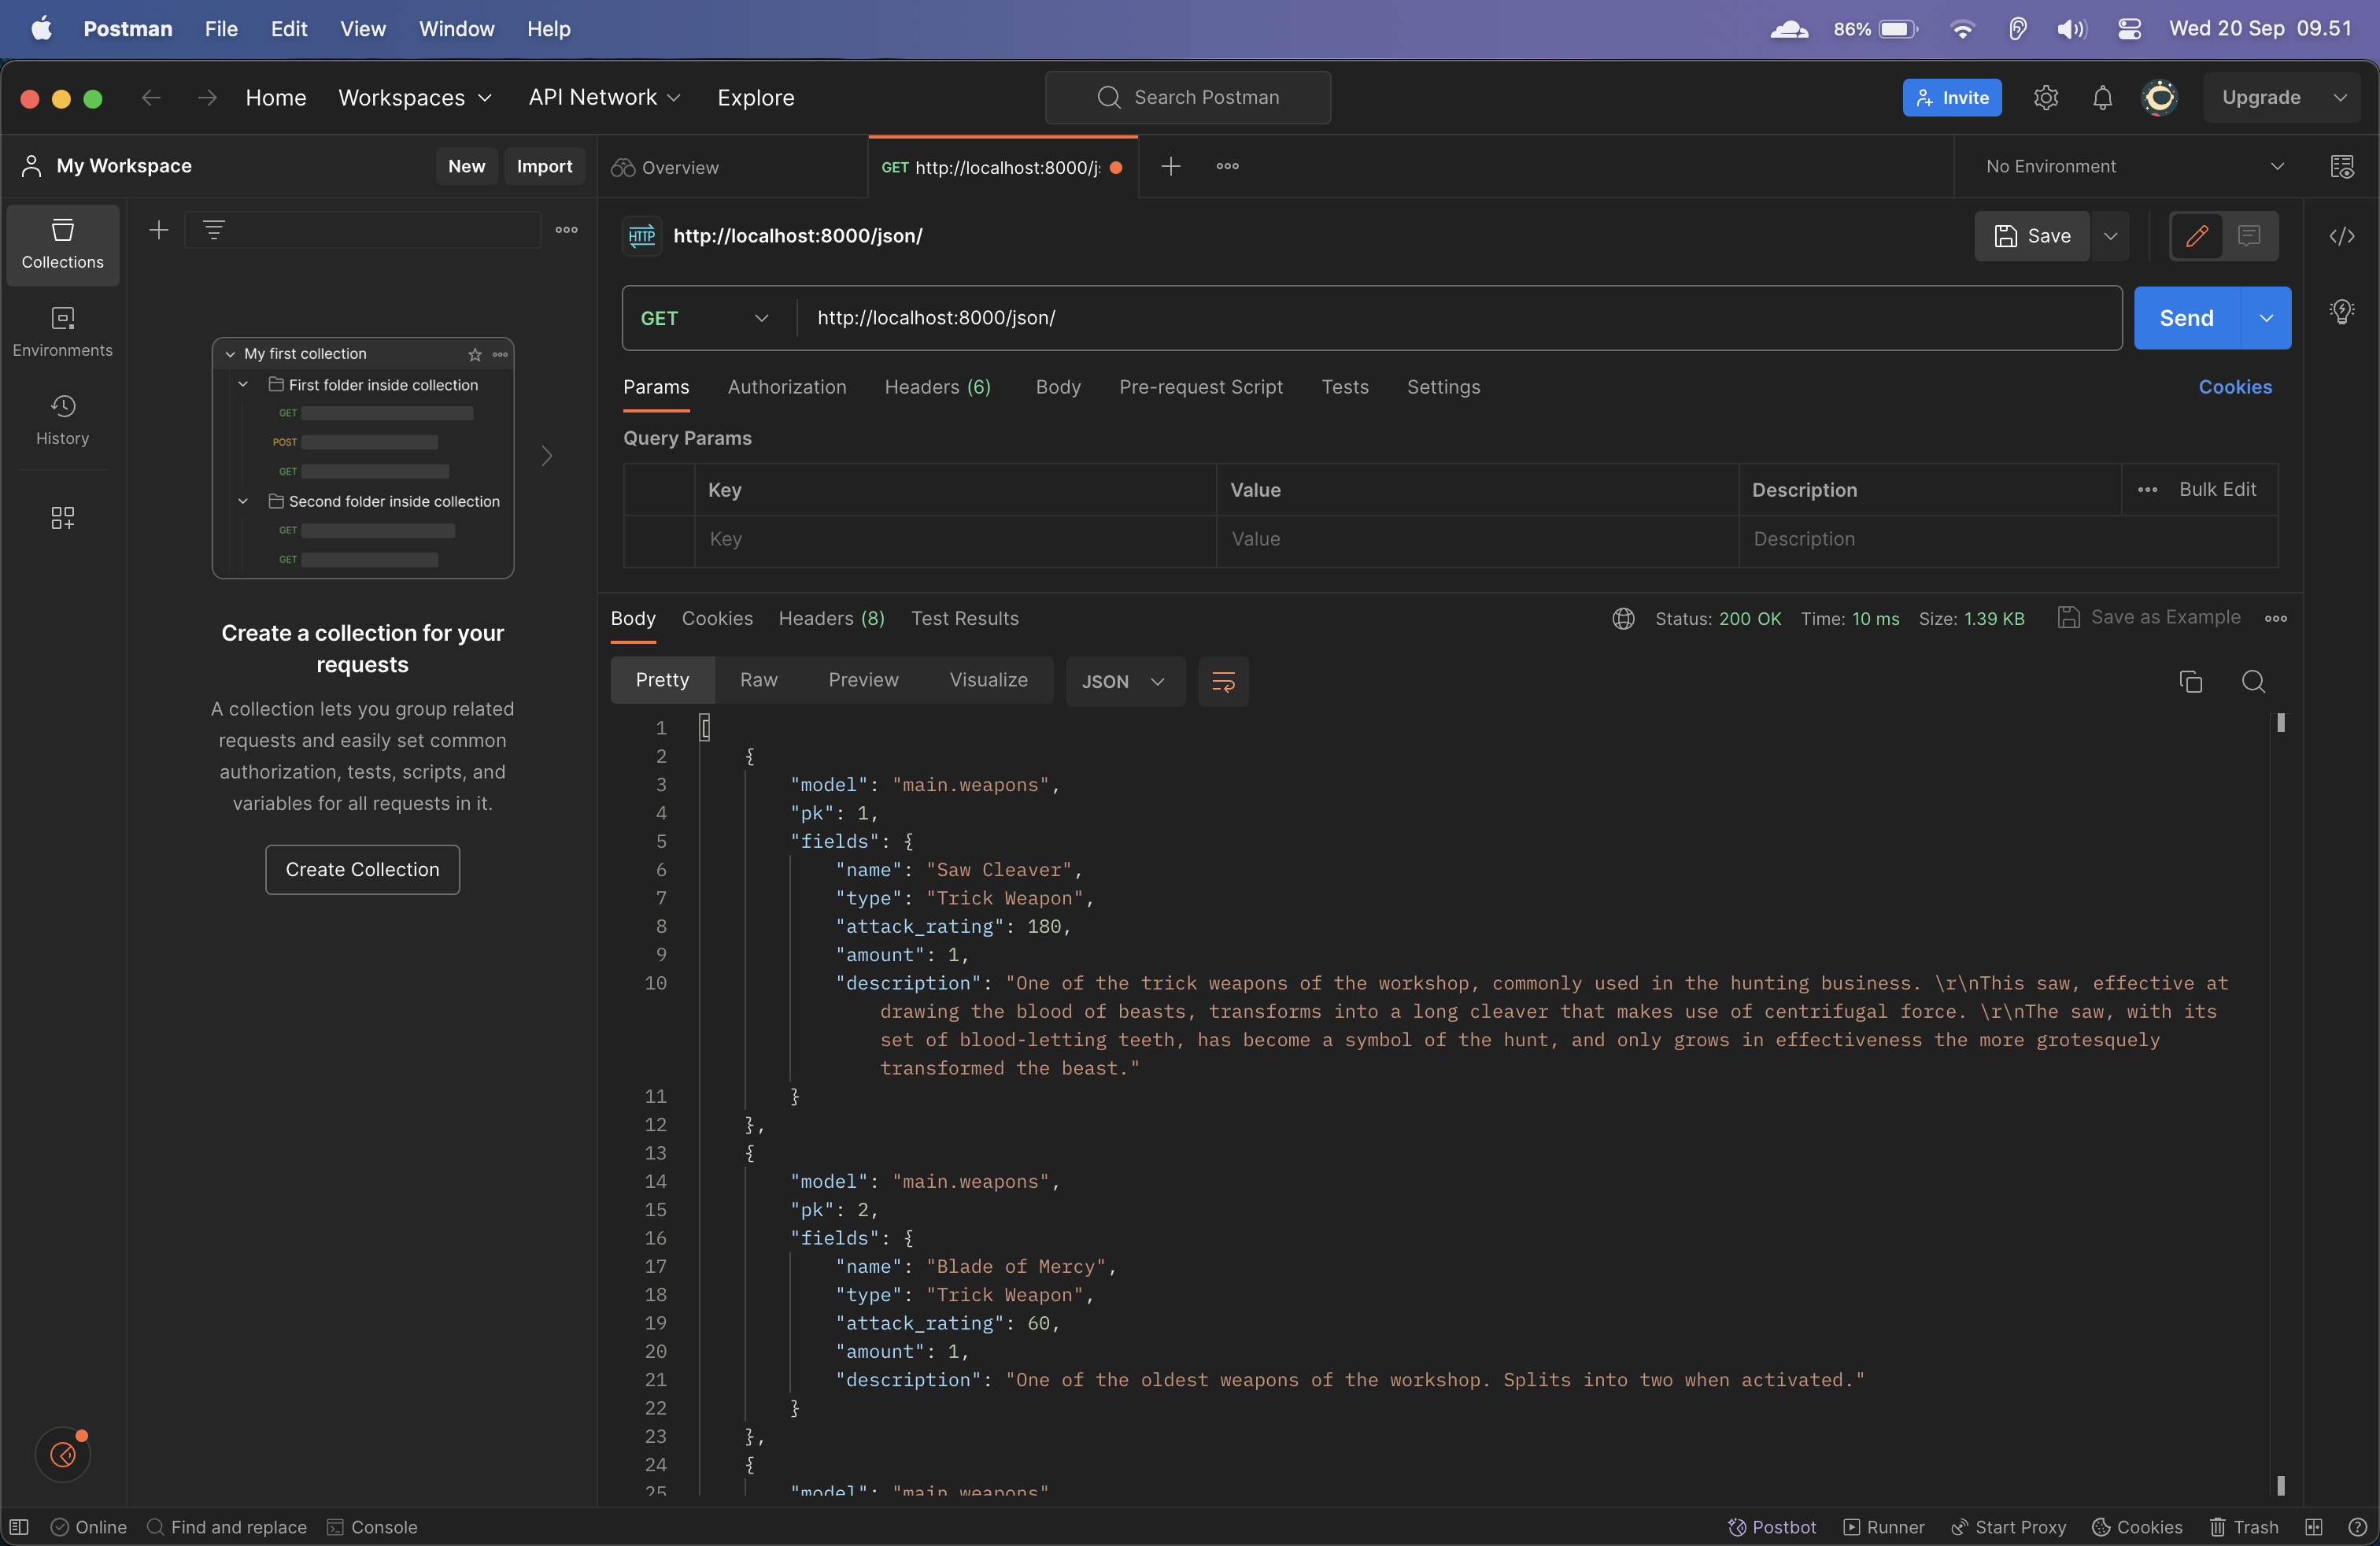 Postman File Edit View Window Help 86% Wed 20 Sep 09.51
Home Workspaces API Network Explore Search Postman Invite Upgrade
My Workspace New Import Overview GET http://localhost:8000/j No Environment
Collections
Environments
History
My first collection
First folder inside collection
GET
POST
GET
Second folder inside collection
GET
GET
Create a collection for your
requests
A collection lets you group related
requests and easily set common
authorization, tests, scripts, and
variables for all requests in it.
Create Collection
HTTP http://localhost:8000/json/ Save
GET http://localhost:8000/json/ Send
Params Authorization Headers (6) Body Pre-request Script Tests Settings Cookies
Query Params
Key Value Description Bulk Edit
Key Value Description
Body Cookies Headers (8) Test Results Status: 200 OK Time: 10 ms Size: 1.39 KB Save as Example
Pretty Raw Preview Visualize JSON
1 [
2 {
3 "model": "main.weapons",
4 "pk": 1,
5 "fields": {
6 "name": "Saw Cleaver",
7 "type": "Trick Weapon",
8 "attack_rating": 180,
9 "amount": 1,
10 "description": "One of the trick weapons of the workshop, commonly used in the hunting business. \r\nThis saw, effective at
drawing the blood of beasts, transforms into a long cleaver that makes use of centrifugal force. \r\nThe saw, with its
set of blood-letting teeth, has become a symbol of the hunt, and only grows in effectiveness the more grotesquely
transformed the beast."
11 }
12 },
13 {
14 "model": "main.weapons",
15 "pk": 2,
16 "fields": {
17 "name": "Blade of Mercy",
18 "type": "Trick Weapon",
19 "attack_rating": 60,
20 "amount": 1,
21 "description": "One of the oldest weapons of the workshop. Splits into two when activated."
22 }
23 },
24 {
25 "model": "main.weapons"
Online Find and replace Console Postbot Runner Start Proxy Cookies Trash